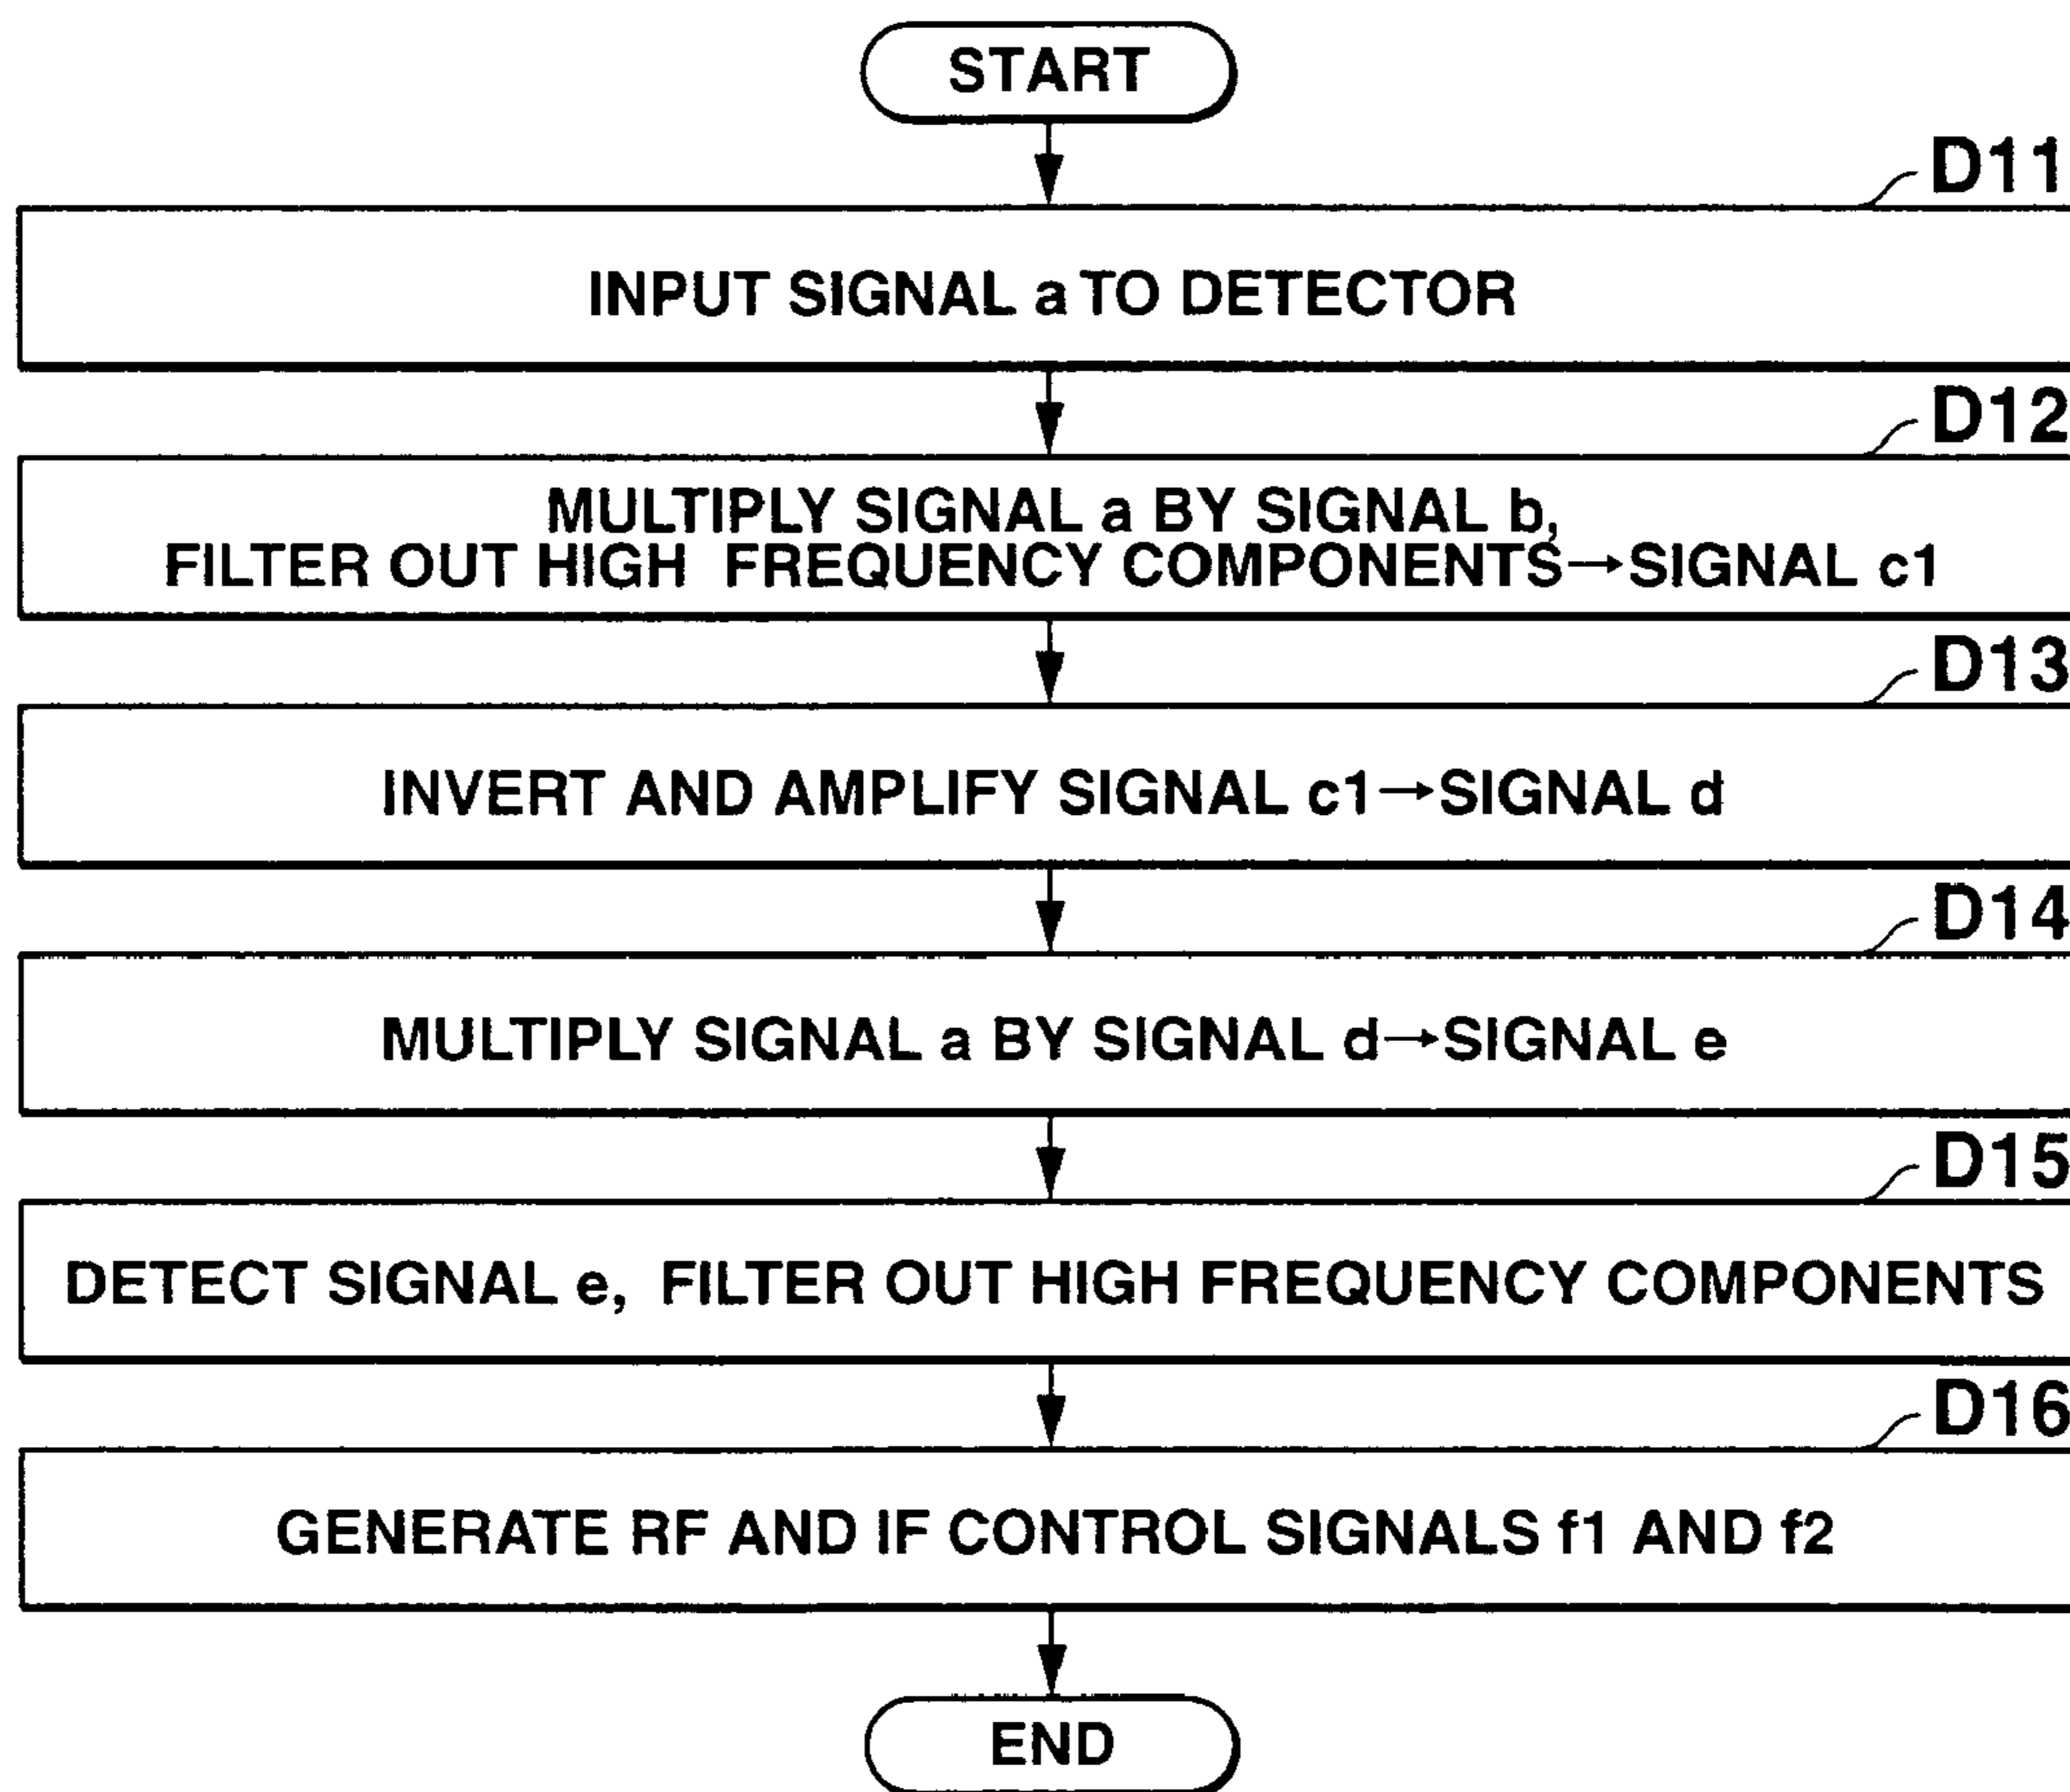 START
D11
INPUT SIGNAL a TO DETECTOR
D12
MULTIPLY SIGNAL a BY SIGNAL b,
FILTER OUT HIGH FREQUENCY COMPONENTS→SIGNAL c1
D13
INVERT AND AMPLIFY SIGNAL c1→SIGNAL d
D14
MULTIPLY SIGNAL a BY SIGNAL d→SIGNAL e
D15
DETECT SIGNAL e, FILTER OUT HIGH FREQUENCY COMPONENTS
D16
GENERATE RF AND IF CONTROL SIGNALS f1 AND f2
END